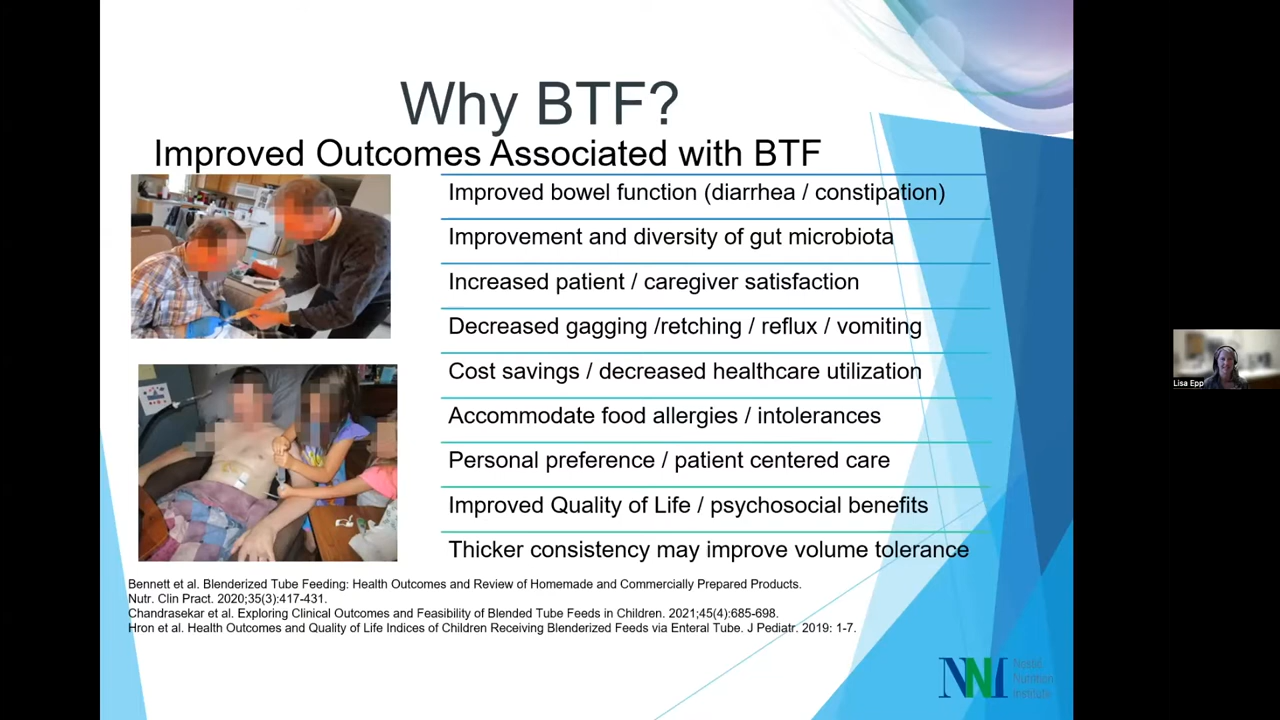 Why BTF?
Improved Outcomes Associated with BTF
Improved bowel function (diarrhea / constipation)
Improvement and diversity of gut microbiota
Increased patient / caregiver satisfaction
Decreased gagging /retching / reflux / vomiting
Cost savings / decreased healthcare utilization
Accommodate food allergies / intolerances
Personal preference / patient centered care
Improved Quality of Life / psychosocial benefits
Thicker consistency may improve volume tolerance
Bennett et al. Blenderized Tube Feeding: Health Outcomes and Review of Homemade and Commercially Prepared Products.
Nutr. Clin Pract. 2020;35(3):417-431.
Chandrasekar et al. Exploring Clinical Outcomes and Feasibility of Blended Tube Feeds in Children. 2021;45(4):685-698.
Hron et al. Health Outcomes and Quality of Life Indices of Children Receiving Blenderized Feeds via Enteral Tube. J Pediatr. 2019: 1-7.
NNI
Nestlé
Nutrition
Institute
Lisa Epp